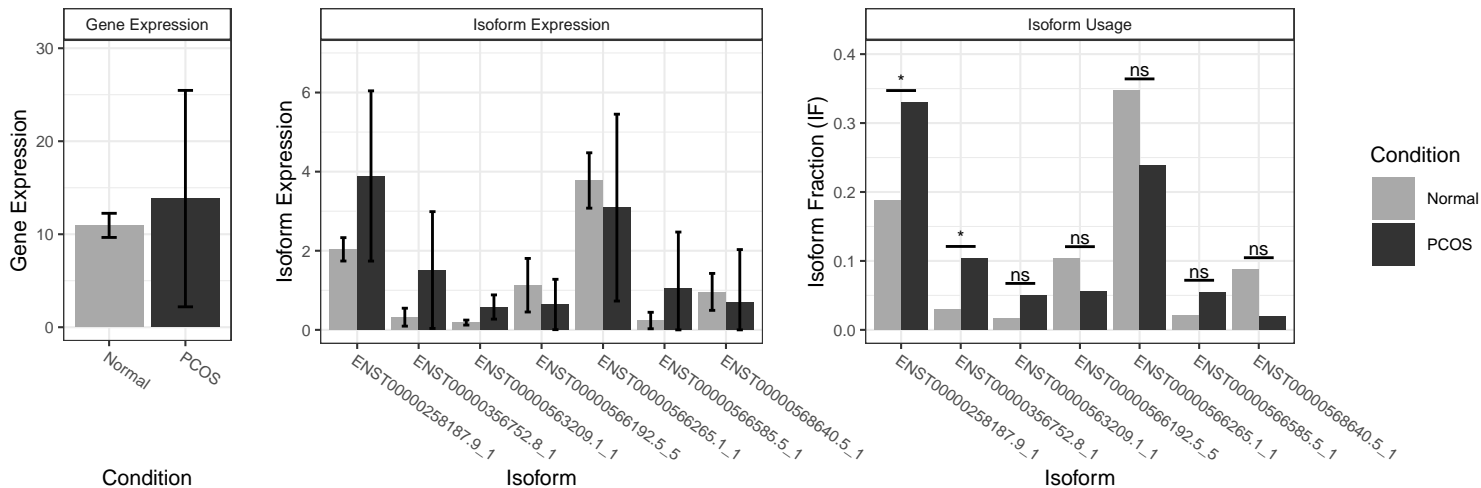 Gene Expression
Gene Expression
30
20
10
0
Normal
PCOS
Condition
Isoform Expression
Isoform Expression
6
4
2
0
ENST00000258187.9_1
ENST00000356752.8_1
ENST00000563209.1_1
ENST00000566192.5_5
ENST00000566265.1_1
ENST00000566585.5_1
ENST00000568640.5_1
Isoform
Isoform Usage
Isoform Fraction (IF)
0.4
0.3
0.2
0.1
0.0
*
*
ns
ns
ns
ns
ns
ENST00000258187.9_1
ENST00000356752.8_1
ENST00000563209.1_1
ENST00000566192.5_5
ENST00000566265.1_1
ENST00000566585.5_1
ENST00000568640.5_1
Isoform
Condition
Normal
PCOS